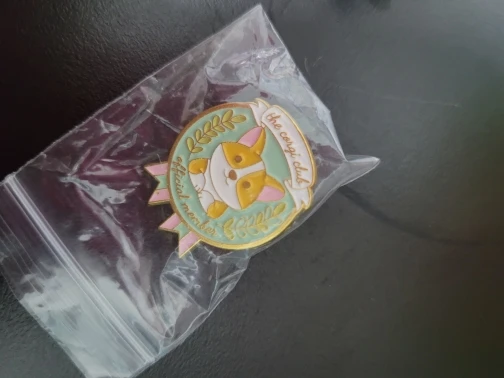 the corgi club
official member